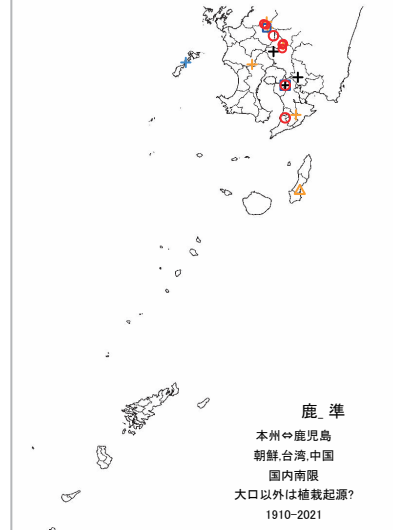 鹿_準
本州⇔鹿児島
朝鮮,台湾,中国
国内南限
大口以外は植栽起源?
1910-2021